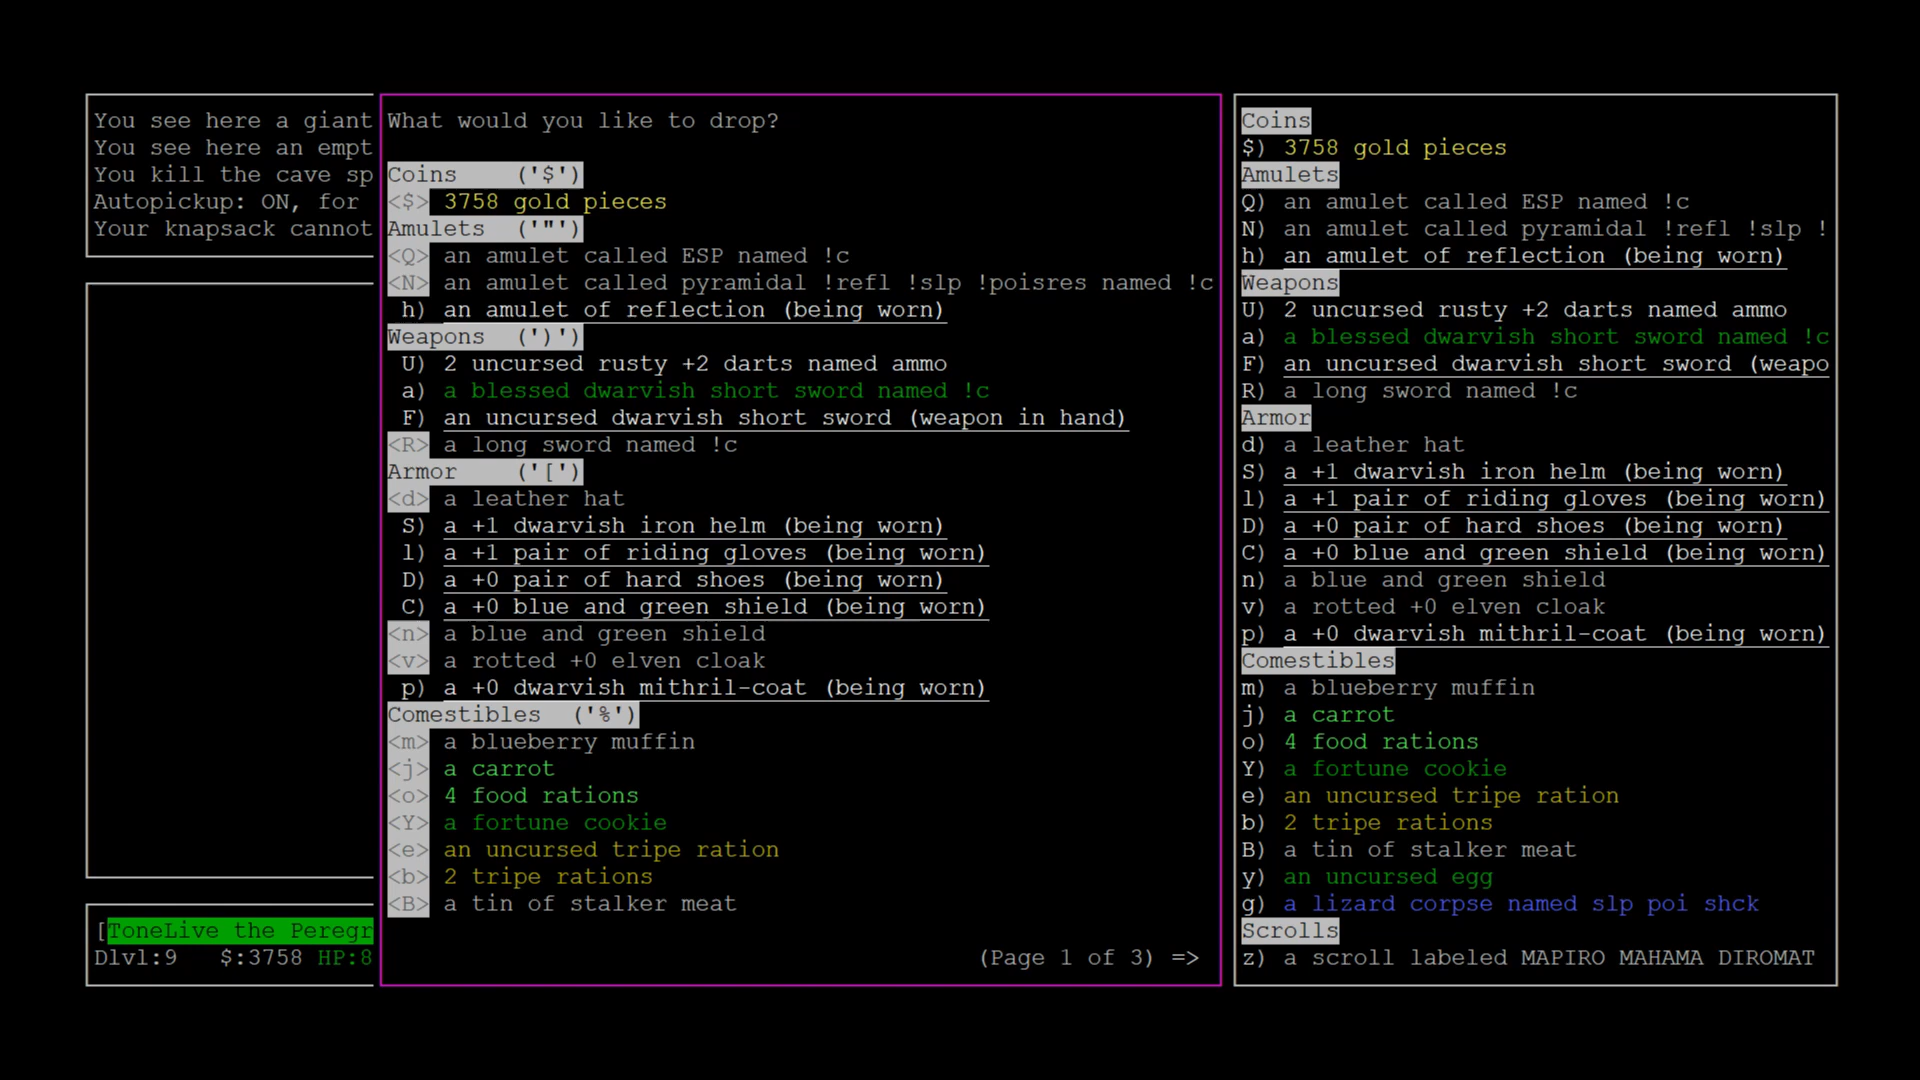 You see here a giant
You see here an empt
You kill the cave sp
Autopickup: ON, for
Your knapsack cannot
[ToneLive the Peregr
Dlvl:9 $:3758 HP:8
What would you like to drop?
Coins ('$')
<$> 3758 gold pieces
Amulets ('"')
<Q> an amulet called ESP named !c
<N> an amulet called pyramidal !refl !slp !poisres named !c
h) an amulet of reflection (being worn)
Weapons (')')
U) 2 uncursed rusty +2 darts named ammo
a) a blessed dwarvish short sword named !c
F) an uncursed dwarvish short sword (weapon in hand)
<R> a long sword named !c
Armor ('[')
<d> a leather hat
S) a +1 dwarvish iron helm (being worn)
l) a +1 pair of riding gloves (being worn)
D) a +0 pair of hard shoes (being worn)
C) a +0 blue and green shield (being worn)
<n> a blue and green shield
<v> a rotted +0 elven cloak
p) a +0 dwarvish mithril-coat (being worn)
Comestibles ('%')
<m> a blueberry muffin
<j> a carrot
<o> 4 food rations
<Y> a fortune cookie
<e> an uncursed tripe ration
<b> 2 tripe rations
<B> a tin of stalker meat
(Page 1 of 3) =>
Coins
$) 3758 gold pieces
Amulets
Q) an amulet called ESP named !c
N) an amulet called pyramidal !refl !slp !
h) an amulet of reflection (being worn)
Weapons
U) 2 uncursed rusty +2 darts named ammo
a) a blessed dwarvish short sword named !c
F) an uncursed dwarvish short sword (weapo
R) a long sword named !c
Armor
d) a leather hat
S) a +1 dwarvish iron helm (being worn)
l) a +1 pair of riding gloves (being worn)
D) a +0 pair of hard shoes (being worn)
C) a +0 blue and green shield (being worn)
n) a blue and green shield
v) a rotted +0 elven cloak
p) a +0 dwarvish mithril-coat (being worn)
Comestibles
m) a blueberry muffin
j) a carrot
o) 4 food rations
Y) a fortune cookie
e) an uncursed tripe ration
b) 2 tripe rations
B) a tin of stalker meat
y) an uncursed egg
g) a lizard corpse named slp poi shck
Scrolls
z) a scroll labeled MAPIRO MAHAMA DIROMAT